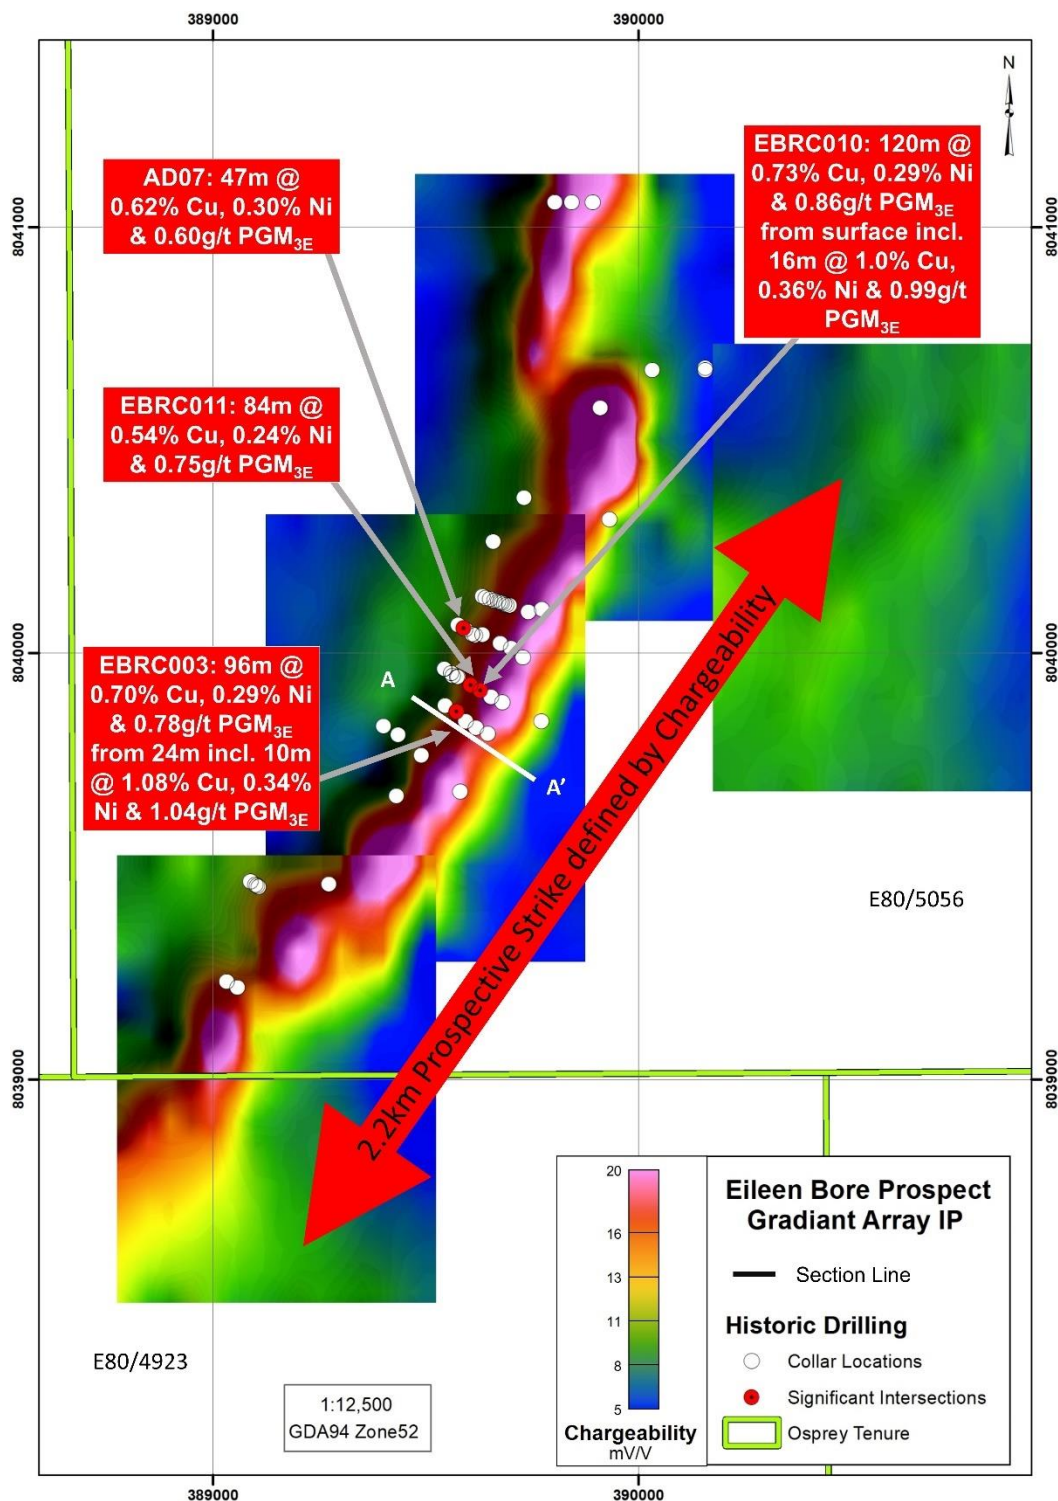 389000
390000
N
AD07: 47m @
0.62% Cu, 0.30% Ni
& 0.60g/t PGM3E
EBRC010: 120m @
0.73% Cu, 0.29% Ni
& 0.86g/t PGM3E
from surface incl.
16m @ 1.0% Cu,
0.36% Ni & 0.99g/t
PGM3E
8041000
8041000
EBRC011: 84m @
0.54% Cu, 0.24% Ni
& 0.75g/t PGM3E
8040000
8040000
EBRC003: 96m @
0.70% Cu, 0.29% Ni
& 0.78g/t PGM3E
from 24m incl. 10m
@ 1.08% Cu, 0.34%
Ni & 1.04g/t PGM3E
A
A'
2.2km Prospective Strike defined by Chargeability
E80/5056
8039000
8039000
E80/4923
1:12,500
GDA94 Zone52
20
16
13
11
8
5
Chargeability
mV/V
Eileen Bore Prospect
Gradiant Array IP
Section Line
Historic Drilling
Collar Locations
Significant Intersections
Osprey Tenure
389000
390000